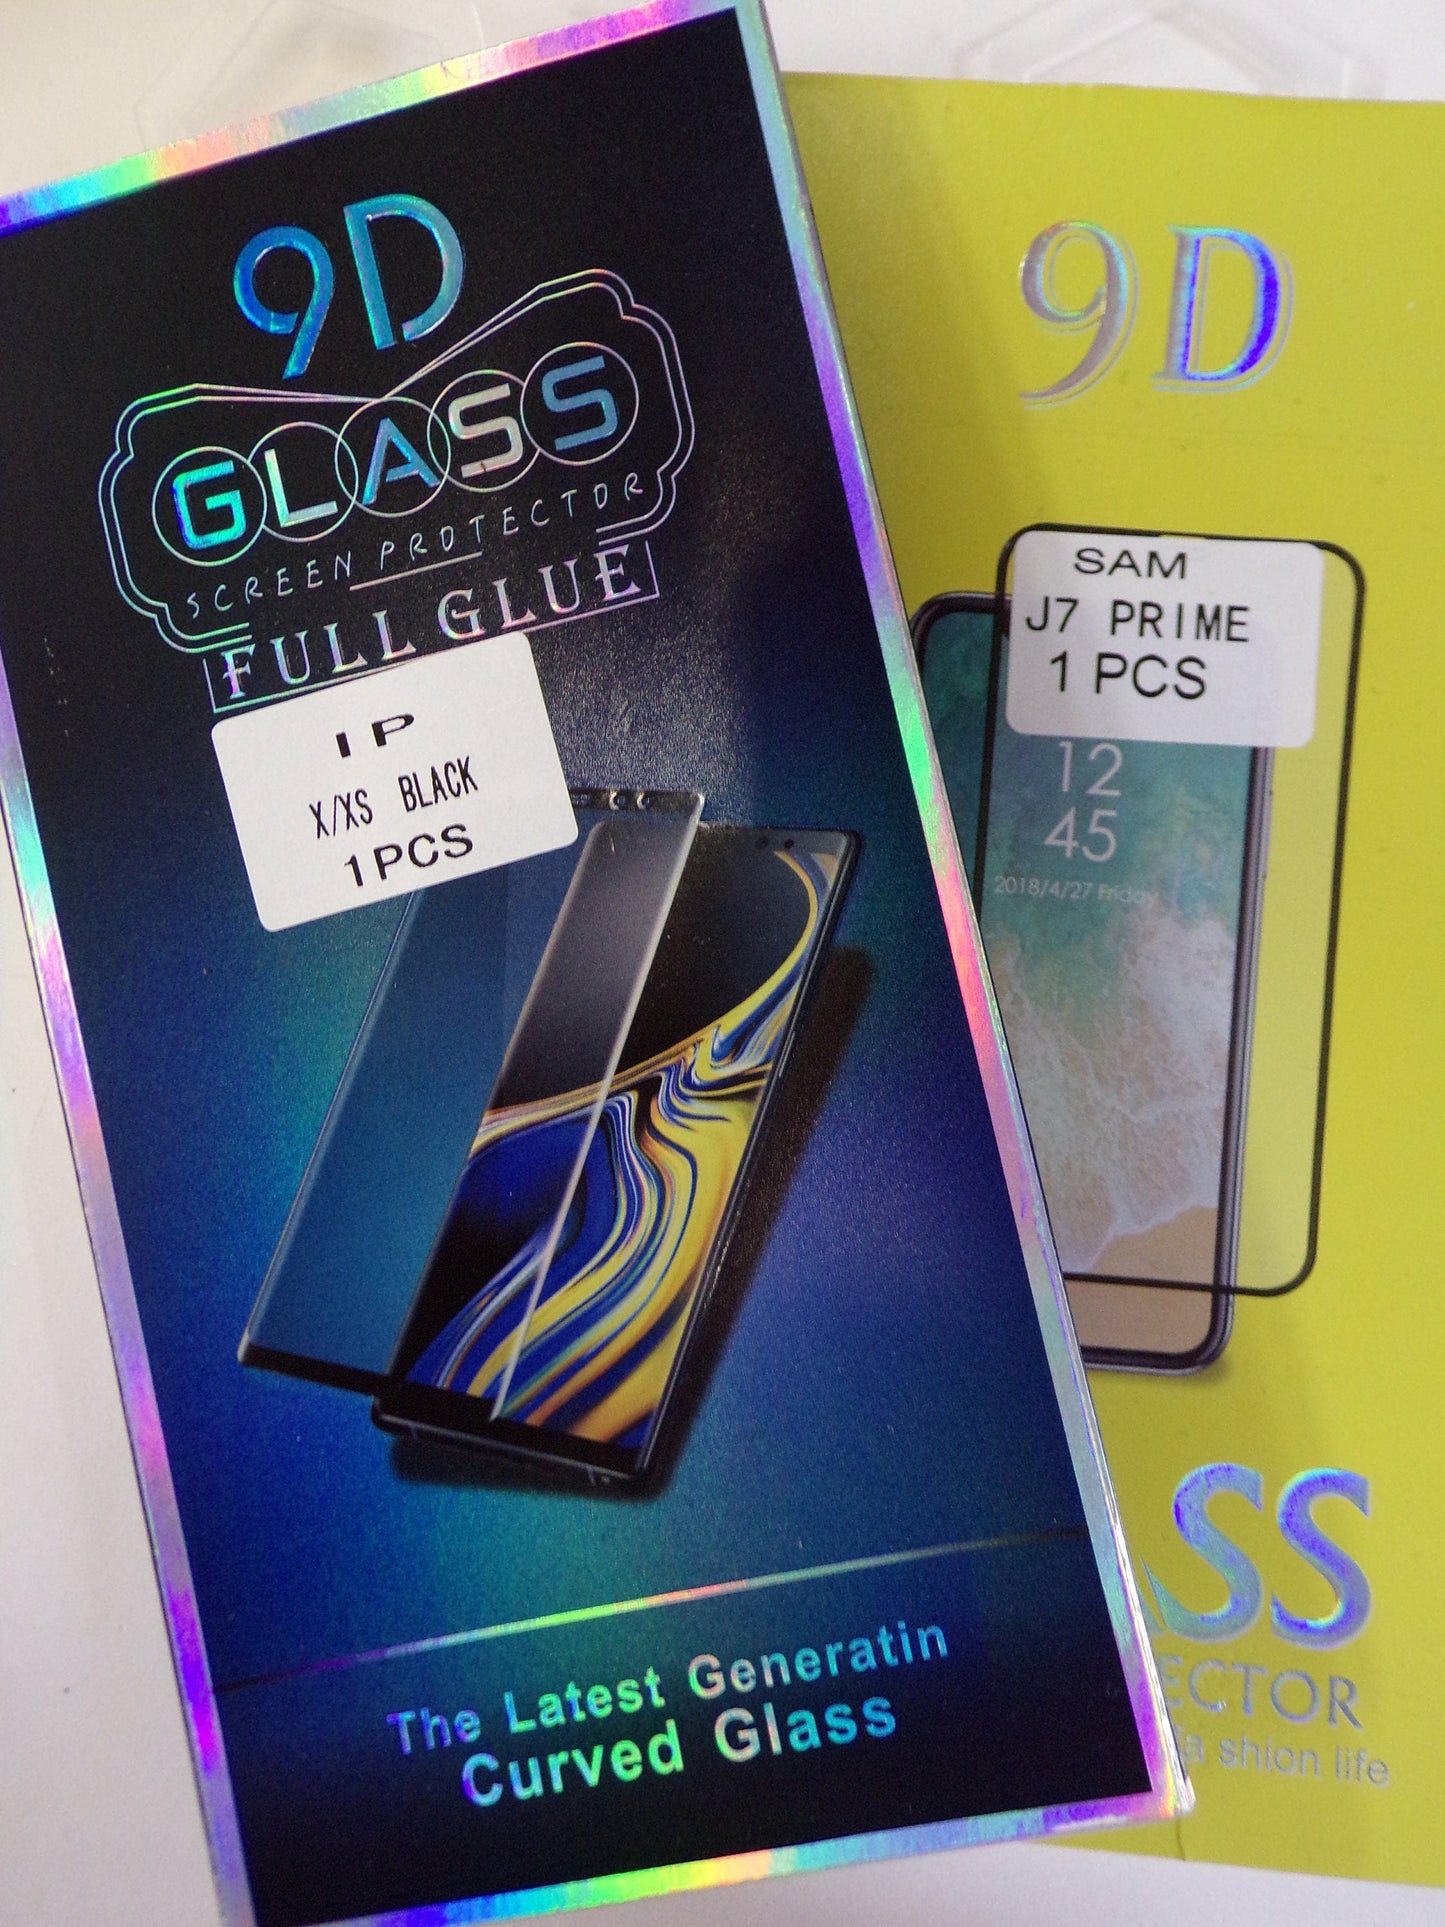 9D
GLASS
SCREEN PROTECTOR
FULL GLUE
IP
X/XS BLACK
1PCS
The Latest Generatin
Curved Glass
9D
SAM
J7 PRIME
1 PCS
12
45
2018/4/27 Friday
ASS
ECTOR
a shion life